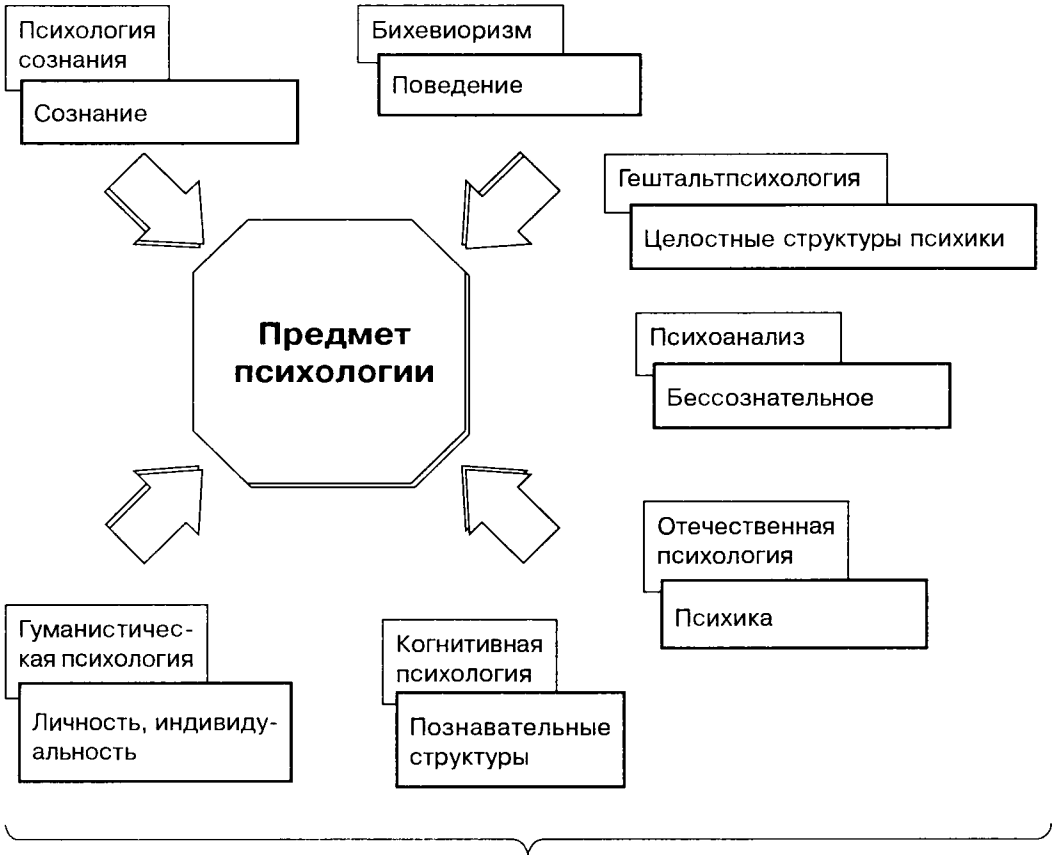 Психология
сознания
Сознание
Бихевиоризм
Поведение
Гештальтпсихология
Целостные структуры психики
Предмет
психологии
Психоанализ
Бессознательное
Отечественная
психология
Психика
Гуманистичес-
кая психология
Личность, индивиду-
альность
Когнитивная
психология
Познавательные
структуры